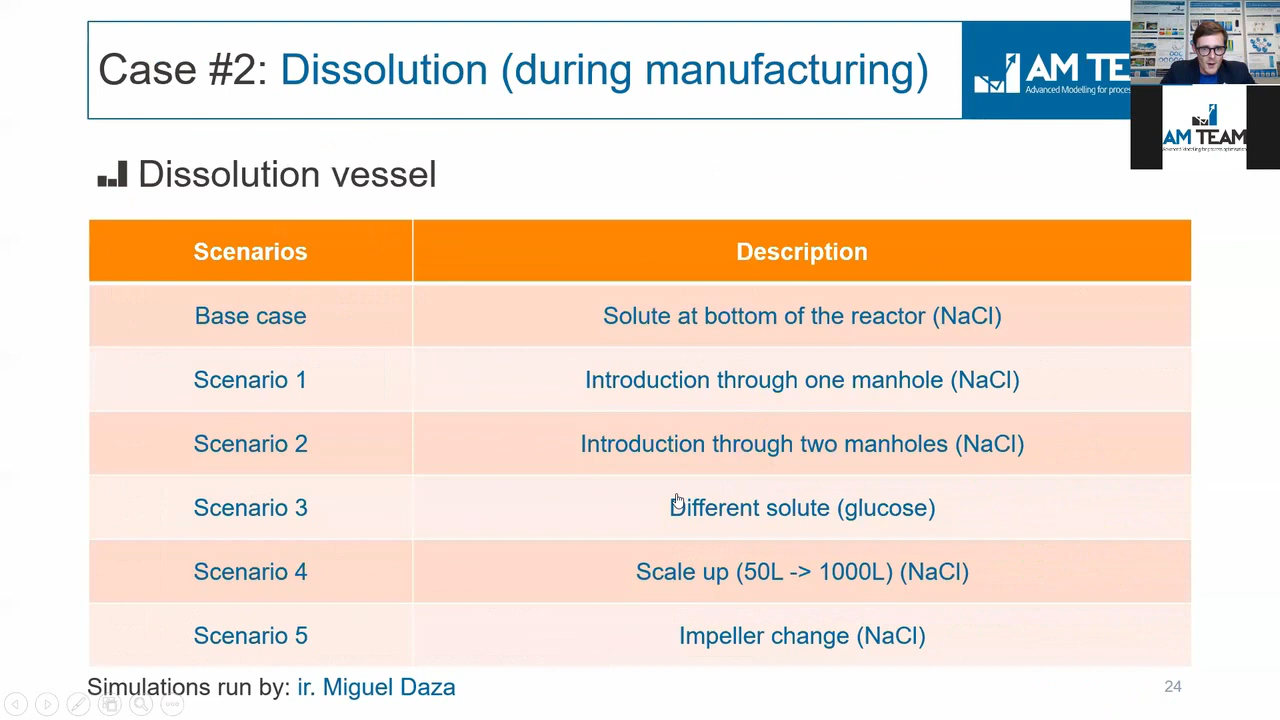 Case #2: Dissolution (during manufacturing)
AM TE
Advanced Modelling for process
AM TEAM
Dissolution vessel
Scenarios Description
Base case Solute at bottom of the reactor (NaCl)
Scenario 1 Introduction through one manhole (NaCl)
Scenario 2 Introduction through two manholes (NaCl)
Scenario 3 Different solute (glucose)
Scenario 4 Scale up (50L -> 1000L) (NaCl)
Scenario 5 Impeller change (NaCl)
Simulations run by: ir. Miguel Daza
24